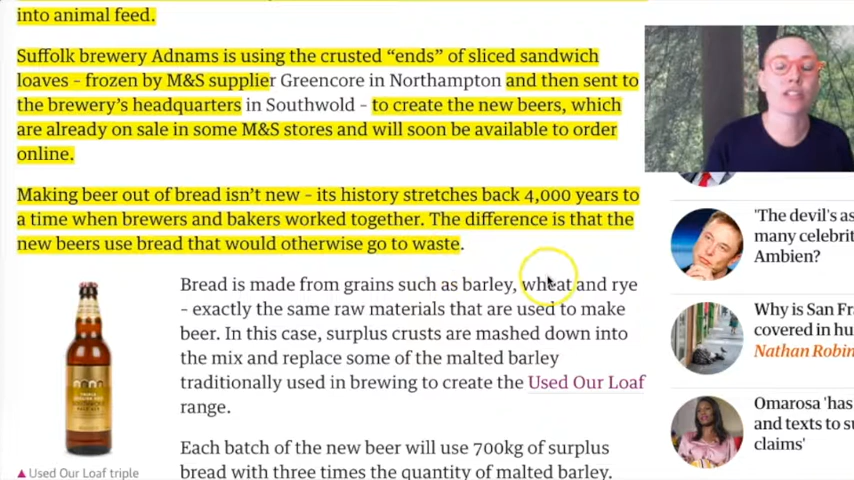 into animal feed.
Suffolk brewery Adnams is using the crusted “ends” of sliced sandwich
loaves – frozen by M&S supplier Greencore in Northampton and then sent to
the brewery’s headquarters in Southwold – to create the new beers, which
are already on sale in some M&S stores and will soon be available to order
online.
Making beer out of bread isn’t new – its history stretches back 4,000 years to
a time when brewers and bakers worked together. The difference is that the
new beers use bread that would otherwise go to waste.
Bread is made from grains such as barley, wheat and rye
– exactly the same raw materials that are used to make
beer. In this case, surplus crusts are mashed down into
the mix and replace some of the malted barley
traditionally used in brewing to create the Used Our Loaf
range.
Each batch of the new beer will use 700kg of surplus
bread with three times the quantity of malted barley.
▲ Used Our Loaf triple
'The devil's as
many celebrit
Ambien?
Why is San Fr
covered in hu
Nathan Robin
Omarosa 'has
and texts to su
claims'